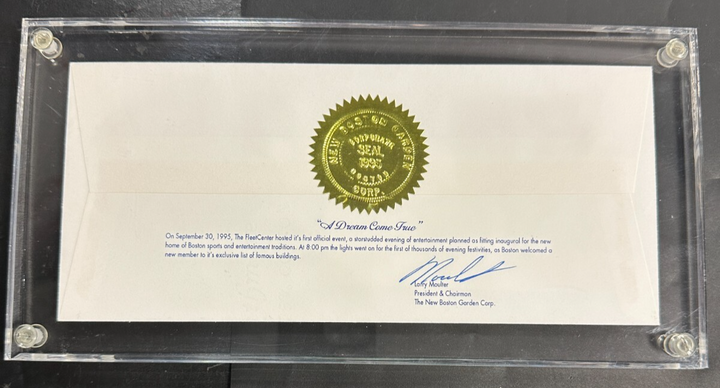 NEW BOSTON GARDEN
CORPORATE
SEAL
1993
BOSTON
CORP.
"A Dream Come True"
On September 30, 1995, The FleetCenter hosted it's first official event, a starstudded evening of entertainment planned as fitting inaugural for the new
home of Boston sports and entertainment traditions. At 8:00 pm the lights went on for the first of thousands of evening festivities, as Boston welcomed a
new member to it's exclusive list of famous buildings.
Larry Moulter
President & Chairman
The New Boston Garden Corp.